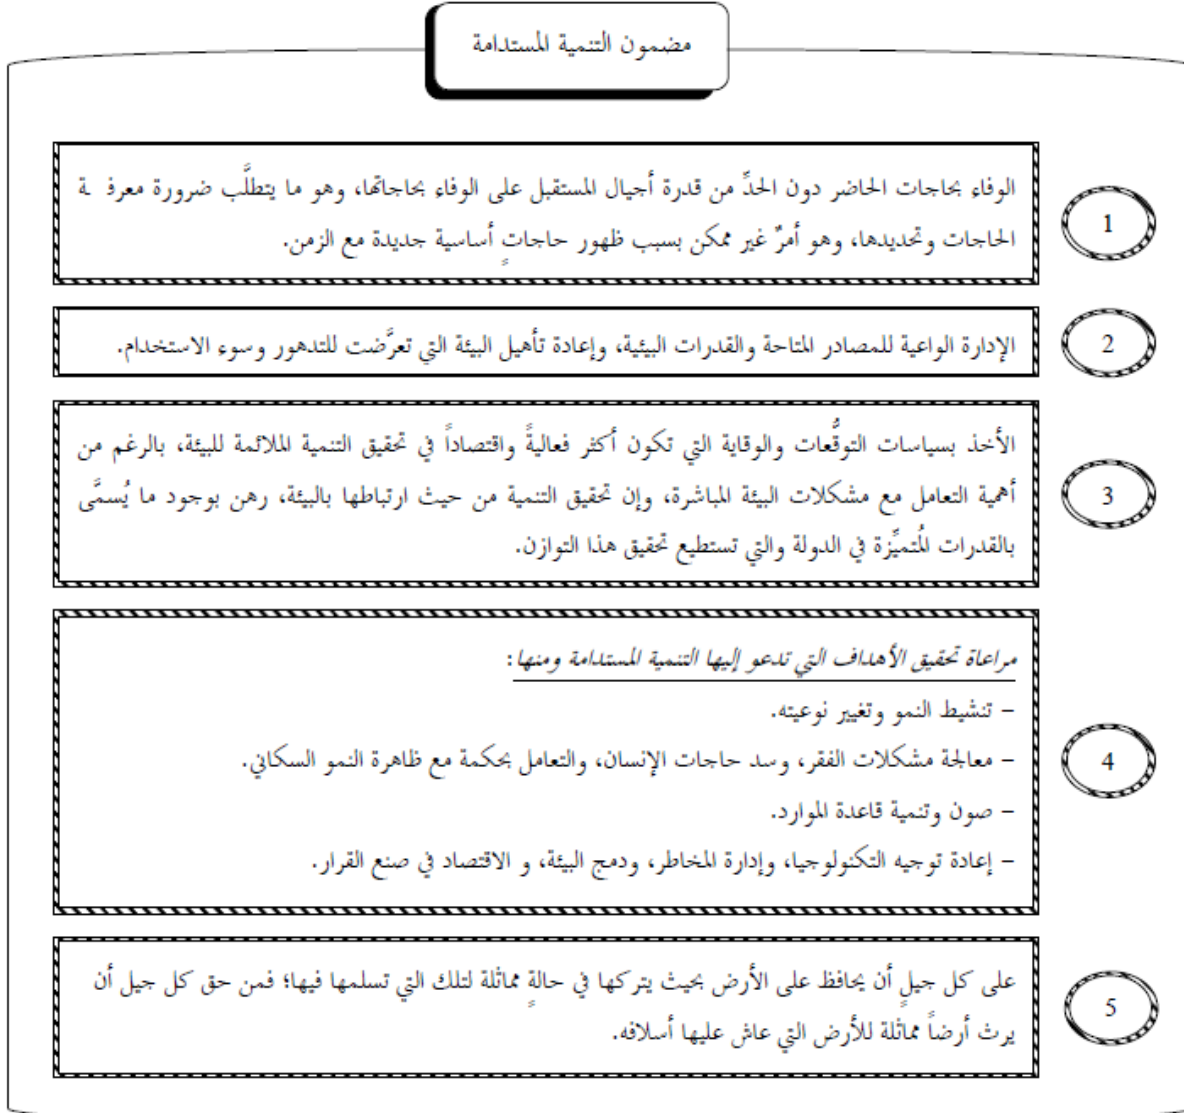 مضمون التنمية المستدامة
1
الوفاء بحاجات الحاضر دون الحدِّ من قدرة أجيال المستقبل على الوفاء بحاجاتها، وهو ما يتطلَّب ضرورة معرفـة
الحاجات وتحديدها، وهو أمرٌ غير ممكن بسبب ظهور حاجاتٍ أساسية جديدة مع الزمن.
2
الإدارة الواعية للمصادر المتاحة والقدرات البيئية، وإعادة تأهيل البيئة التي تعرَّضت للتدهور وسوء الاستخدام.
3
الأخذ بسياسات التوقُّعات والوقاية التي تكون أكثر فعاليةً واقتصاداً في تحقيق التنمية الملائمة للبيئة، بالرغم من
أهمية التعامل مع مشكلات البيئة المباشرة، وإن تحقيق التنمية من حيث ارتباطها بالبيئة، رهن بوجود ما يُسمَّى
بالقدرات المُتميِّزة في الدولة والتي تستطيع تحقيق هذا التوازن.
4
مراعاة تحقيق الأهداف التي تدعو إليها التنمية المستدامة ومنها:
– تنشيط النمو وتغيير نوعيته.
– معالجة مشكلات الفقر، وسد حاجات الإنسان، والتعامل بحكمة مع ظاهرة النمو السكاني.
– صون وتنمية قاعدة الموارد.
– إعادة توجيه التكنولوجيا، وإدارة المخاطر، ودمج البيئة، و الاقتصاد في صنع القرار.
5
على كل جيلٍ أن يحافظ على الأرض بحيث يتركها في حالةٍ مماثلة لتلك التي تسلمها فيها؛ فمن حق كل جيل أن
يرث أرضاً مماثلة للأرض التي عاش عليها أسلافه.